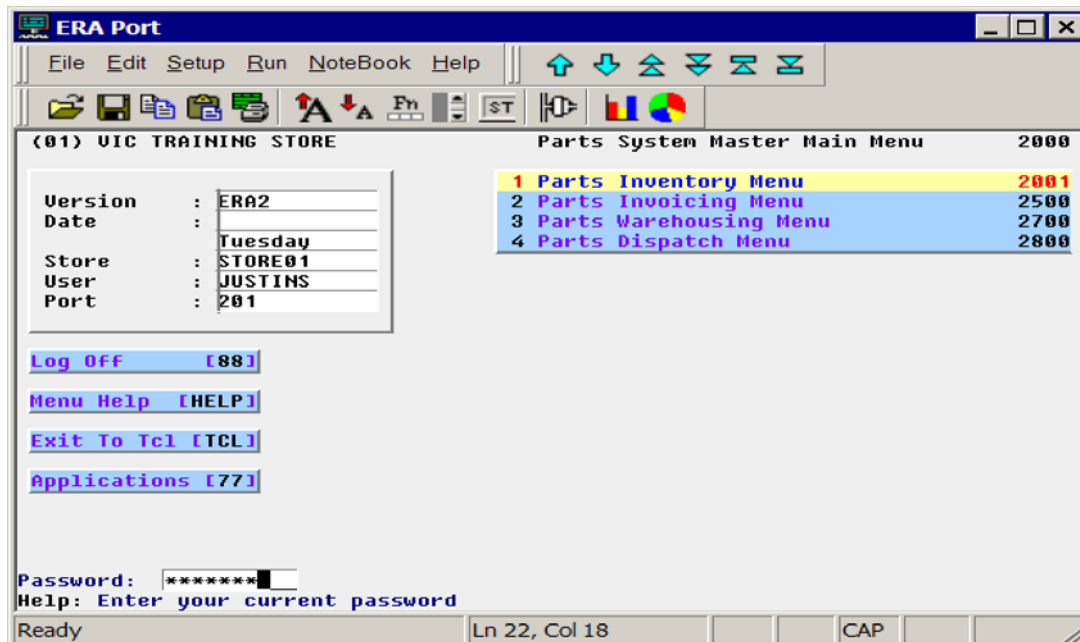 ERA Port
File Edit Setup Run NoteBook Help
Fn ST
(01) VIC TRAINING STORE Parts System Master Main Menu 2000
1 Parts Inventory Menu 2001
2 Parts Invoicing Menu 2500
3 Parts Warehousing Menu 2700
4 Parts Dispatch Menu 2800
Version : ERA2
Date :
Tuesday
Store : STORE01
User : JUSTINS
Port : 201
Log Off [88]
Menu Help [HELP]
Exit To Tcl [TCL]
Applications [77]
Password: *******
Help: Enter your current password
Ready Ln 22, Col 18 CAP